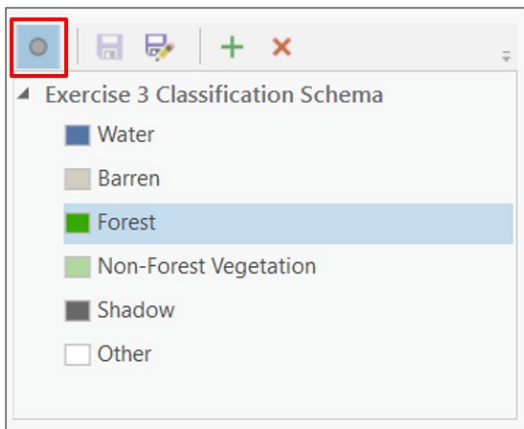 Exercise 3 Classification Schema
Water
Barren
Forest
Non-Forest Vegetation
Shadow
Other